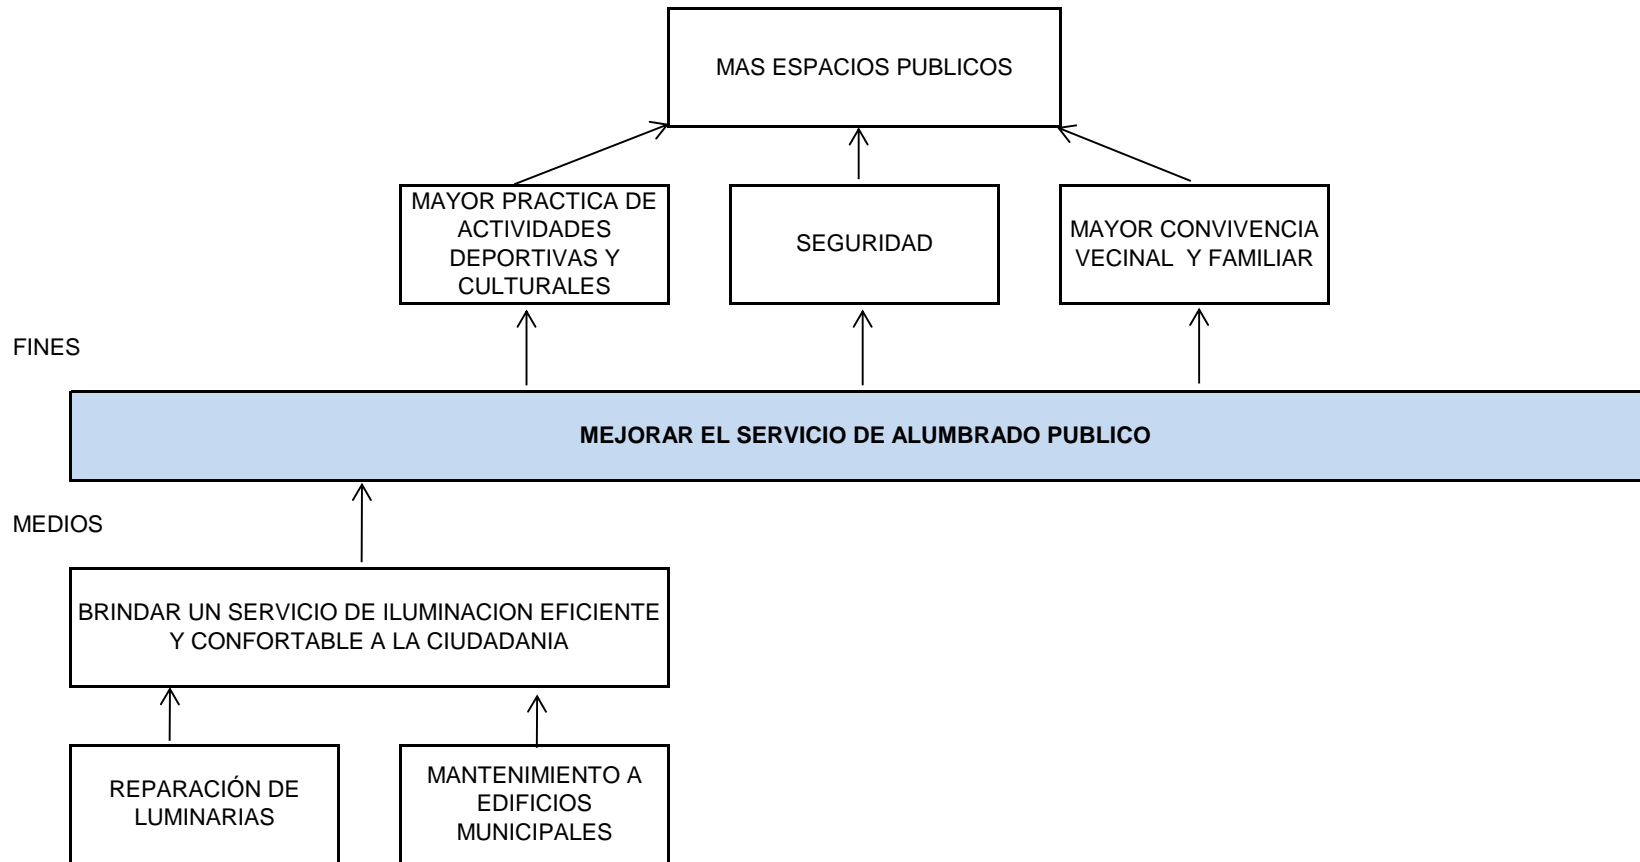 MAS ESPACIOS PUBLICOS
MAYOR PRACTICA DE
ACTIVIDADES
DEPORTIVAS Y
CULTURALES
SEGURIDAD
MAYOR CONVIVENCIA
VECINAL  Y FAMILIAR
FINES
MEJORAR EL SERVICIO DE ALUMBRADO PUBLICO
MEDIOS
BRINDAR UN SERVICIO DE ILUMINACION EFICIENTE
Y CONFORTABLE A LA CIUDADANIA
REPARACIÓN DE
LUMINARIAS
MANTENIMIENTO A
EDIFICIOS
MUNICIPALES